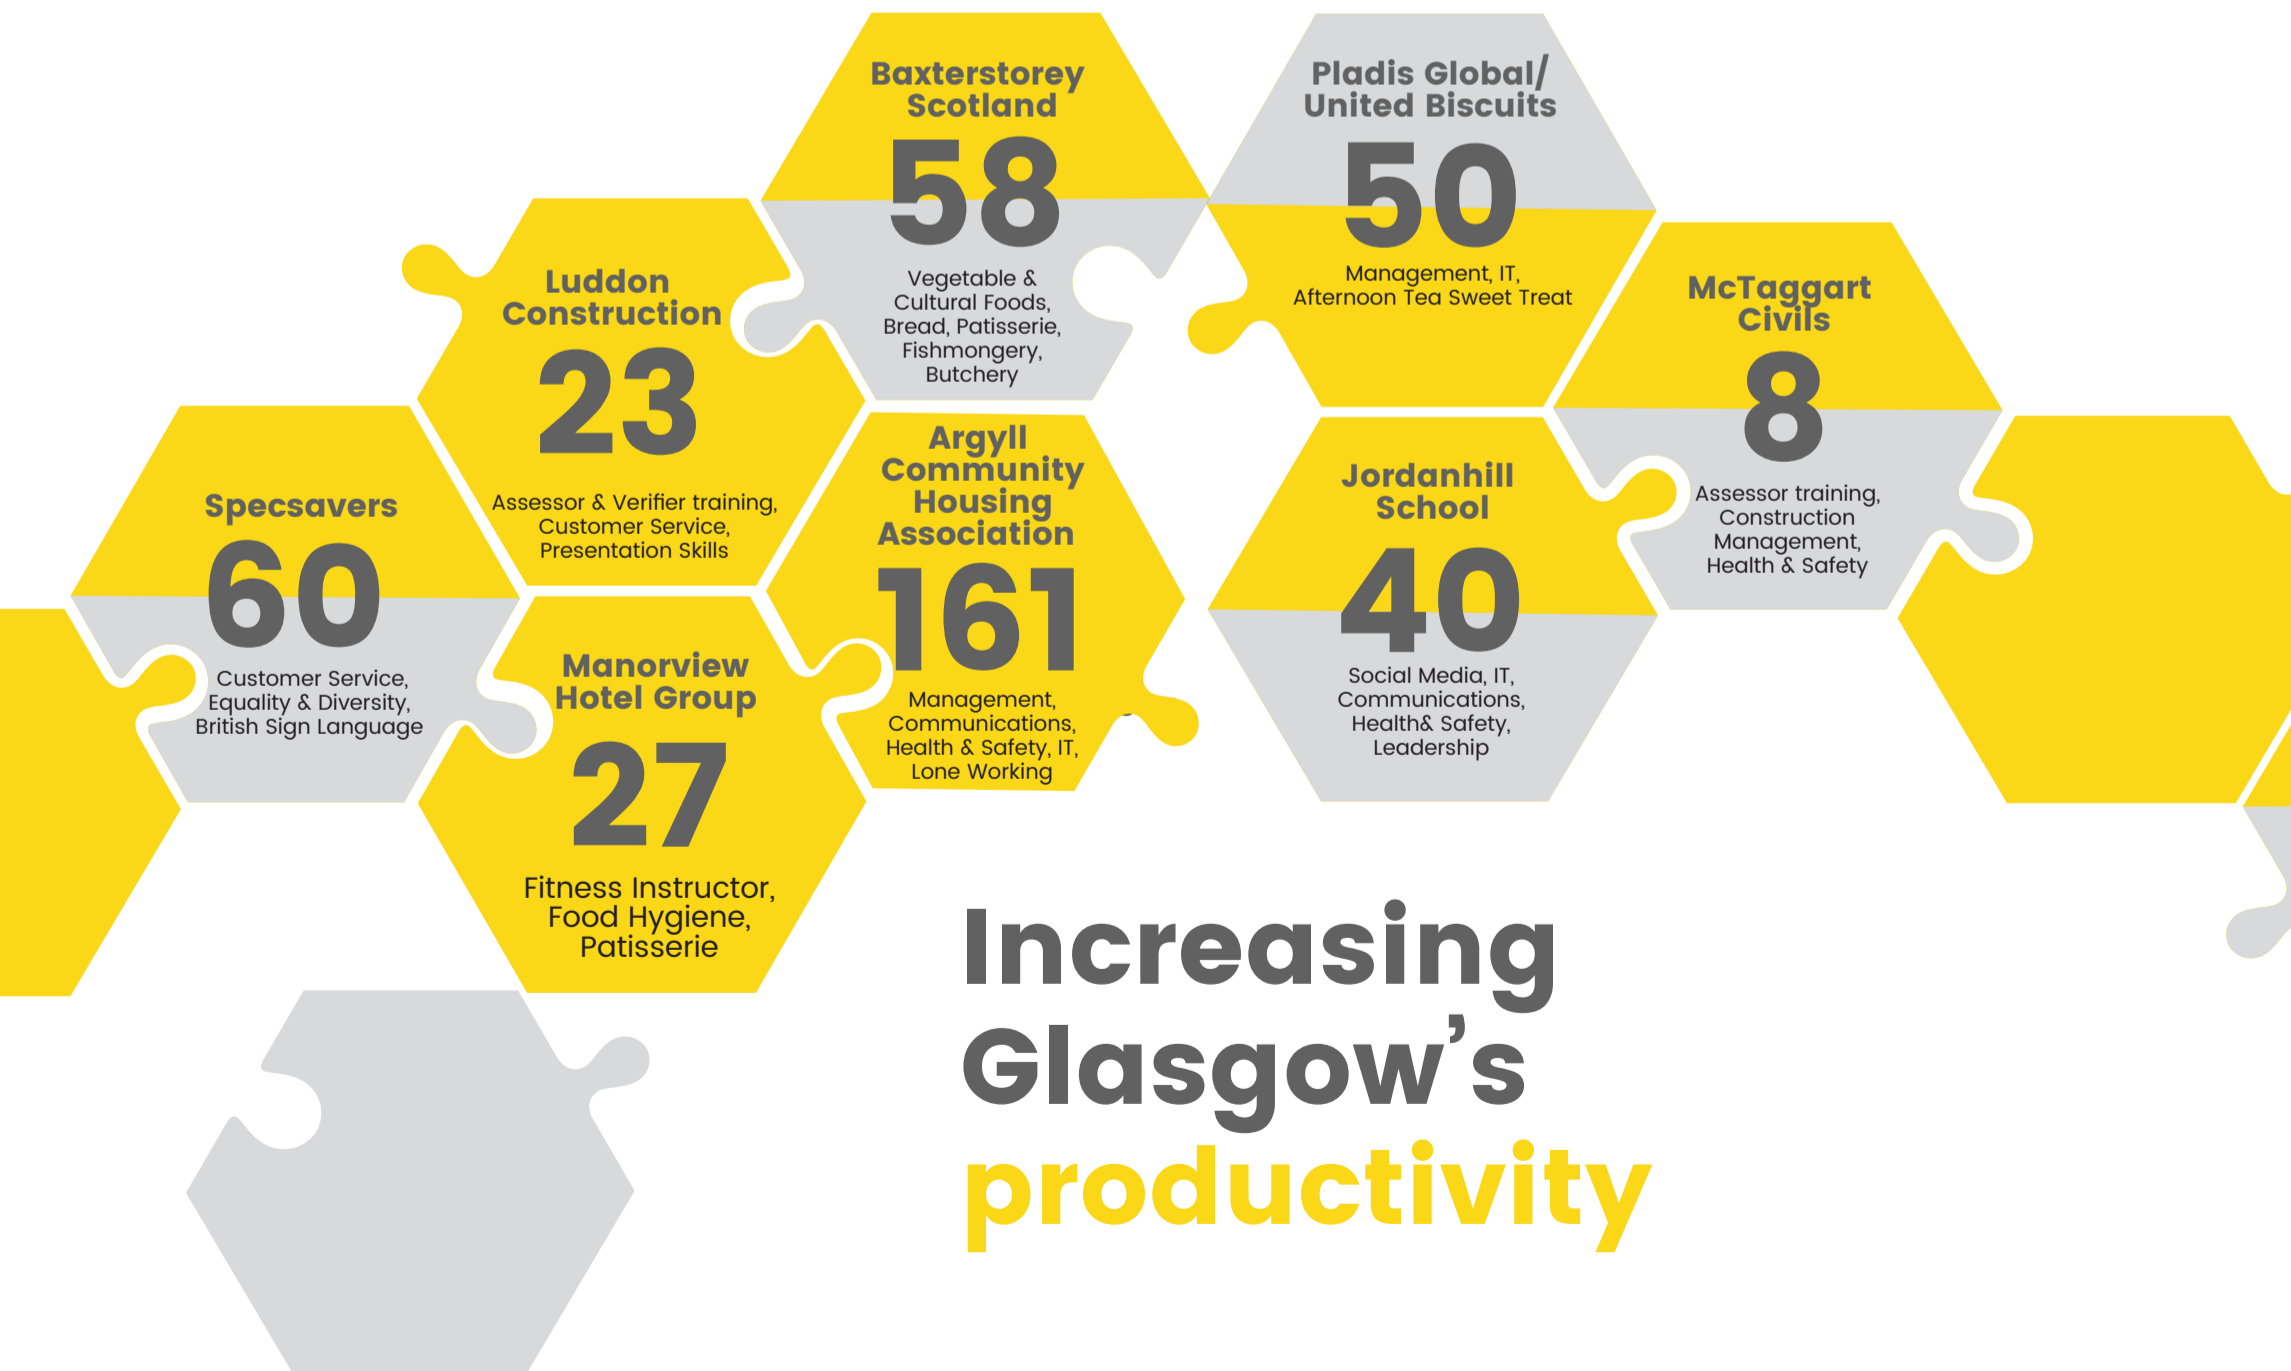 Baxterstorey
Scotland
58
Vegetable &
Cultural Foods,
Bread, Patisserie,
Fishmongery,
Butchery
Pladis Global/
United Biscuits
50
Management, IT,
Afternoon Tea Sweet Treat
Luddon
Construction
23
Assessor & Verifier training,
Customer Service,
Presentation Skills
McTaggart
Civils
8
Assessor training,
Construction
Management,
Health & Safety
Specsavers
60
Customer Service,
Equality & Diversity,
British Sign Language
Argyll
Community
Housing
Association
161
Management,
Communications,
Health & Safety, IT,
Lone Working
Jordanhill
School
40
Social Media, IT,
Communications,
Health& Safety,
Leadership
Manorview
Hotel Group
27
Fitness Instructor,
Food Hygiene,
Patisserie
Increasing
Glasgow’s
productivity